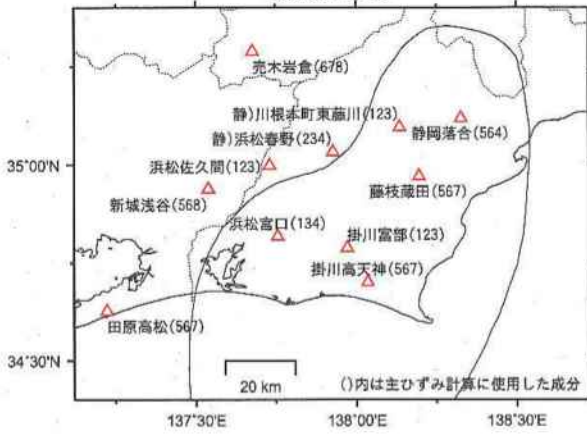 売木岩倉(678)
静)川根本町東藤川(123)
静岡落合(564)
静)浜松春野(234)
35°00'N
浜松佐久間(123)
藤枝蔵田(567)
新城浅谷(568)
浜松宮口(134)
掛川富部(123)
掛川高天神(567)
田原高松(567)
34°30'N
20 km
()内は主ひずみ計算に使用した成分
137°30'E
138°00'E
138°30'E